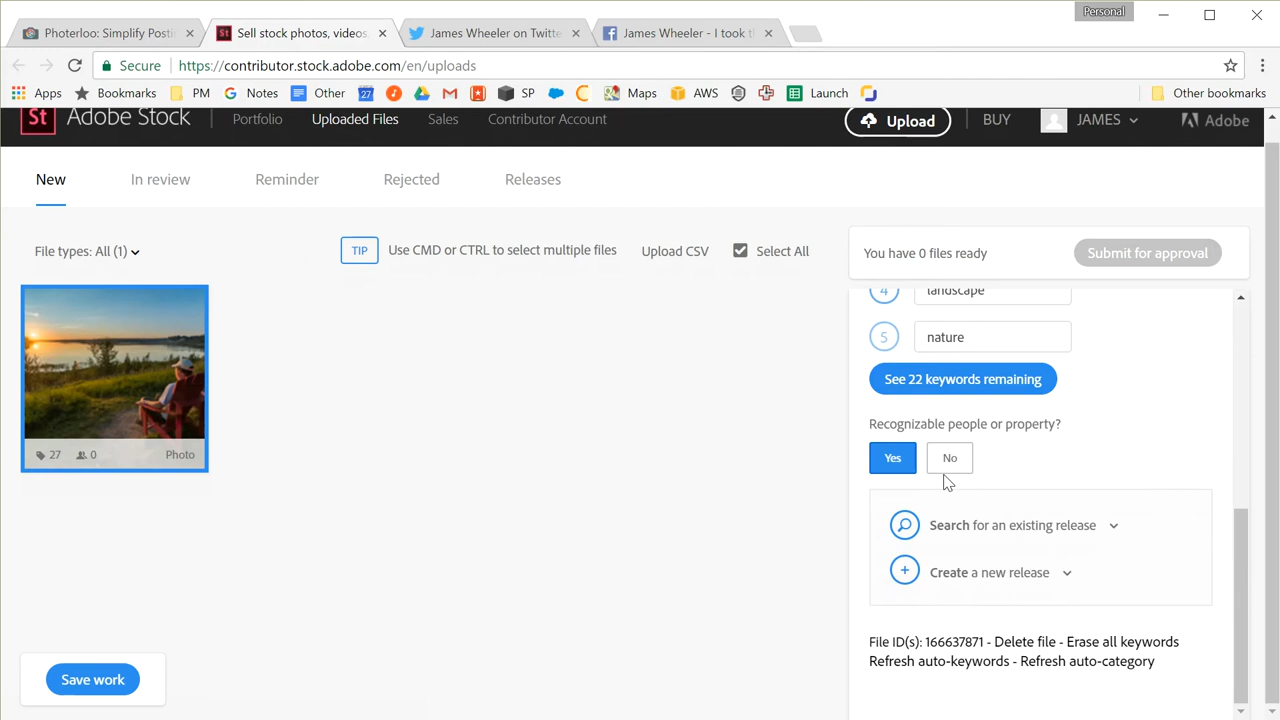 Personal
Photerloo: Simplify Posti
Sell stock photos, videos,
James Wheeler on Twitte
James Wheeler - I took th
Secure
https://contributor.stock.adobe.com/en/uploads
Apps
Bookmarks
PM
Notes
Other
27
SP
Maps
AWS
Launch
Other bookmarks
St
Adobe Stock
Portfolio
Uploaded Files
Sales
Contributor Account
Upload
BUY
JAMES
Adobe
New
In review
Reminder
Rejected
Releases
File types: All (1)
TIP
Use CMD or CTRL to select multiple files
Upload CSV
Select All
You have 0 files ready
Submit for approval
27
0
Photo
4
landscape
5
nature
See 22 keywords remaining
Recognizable people or property?
Yes
No
Search for an existing release
Create a new release
File ID(s): 166637871 - Delete file - Erase all keywords
Refresh auto-keywords - Refresh auto-category
Save work